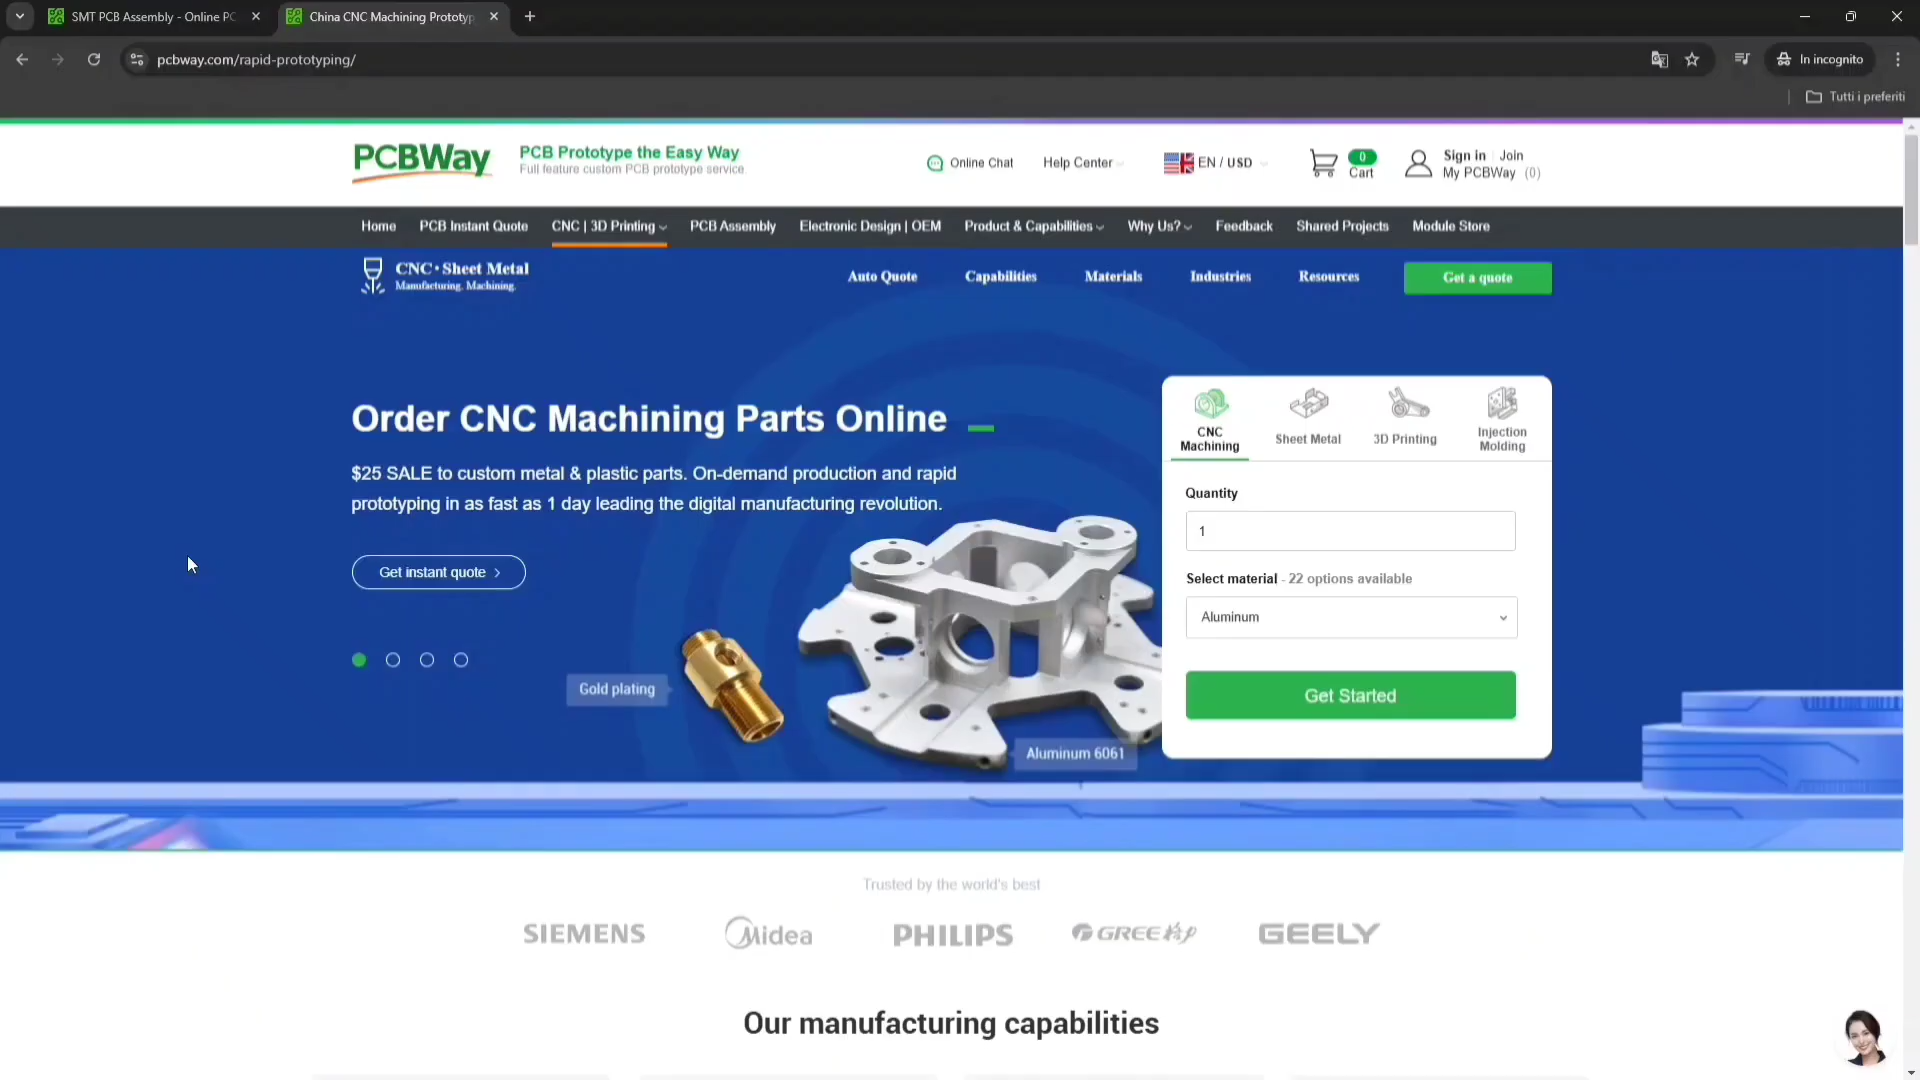 SMT PCB Assembly - Online PC
China CNC Machining Prototyp
pcbway.com/rapid-prototyping/
In incognito
Tutti i preferiti
PCBWay
PCB Prototype the Easy Way
Full feature custom PCB prototype service.
Online Chat
Help Center
EN / USD
0
Cart
Sign in
Join
My PCBWay (0)
Home
PCB Instant Quote
CNC | 3D Printing
PCB Assembly
Electronic Design | OEM
Product & Capabilities
Why Us?
Feedback
Shared Projects
Module Store
CNC·Sheet Metal
Manufacturing. Machining.
Auto Quote
Capabilities
Materials
Industries
Resources
Get a quote
Order CNC Machining Parts Online
$25 SALE to custom metal & plastic parts. On-demand production and rapid
prototyping in as fast as 1 day leading the digital manufacturing revolution.
Get instant quote >
Gold plating
Aluminum 6061
CNC
Machining
Sheet Metal
3D Printing
Injection
Molding
Quantity
1
Select material - 22 options available
Aluminum
Get Started
Trusted by the world's best
SIEMENS
Midea
PHILIPS
GREE格力
GEELY
Our manufacturing capabilities